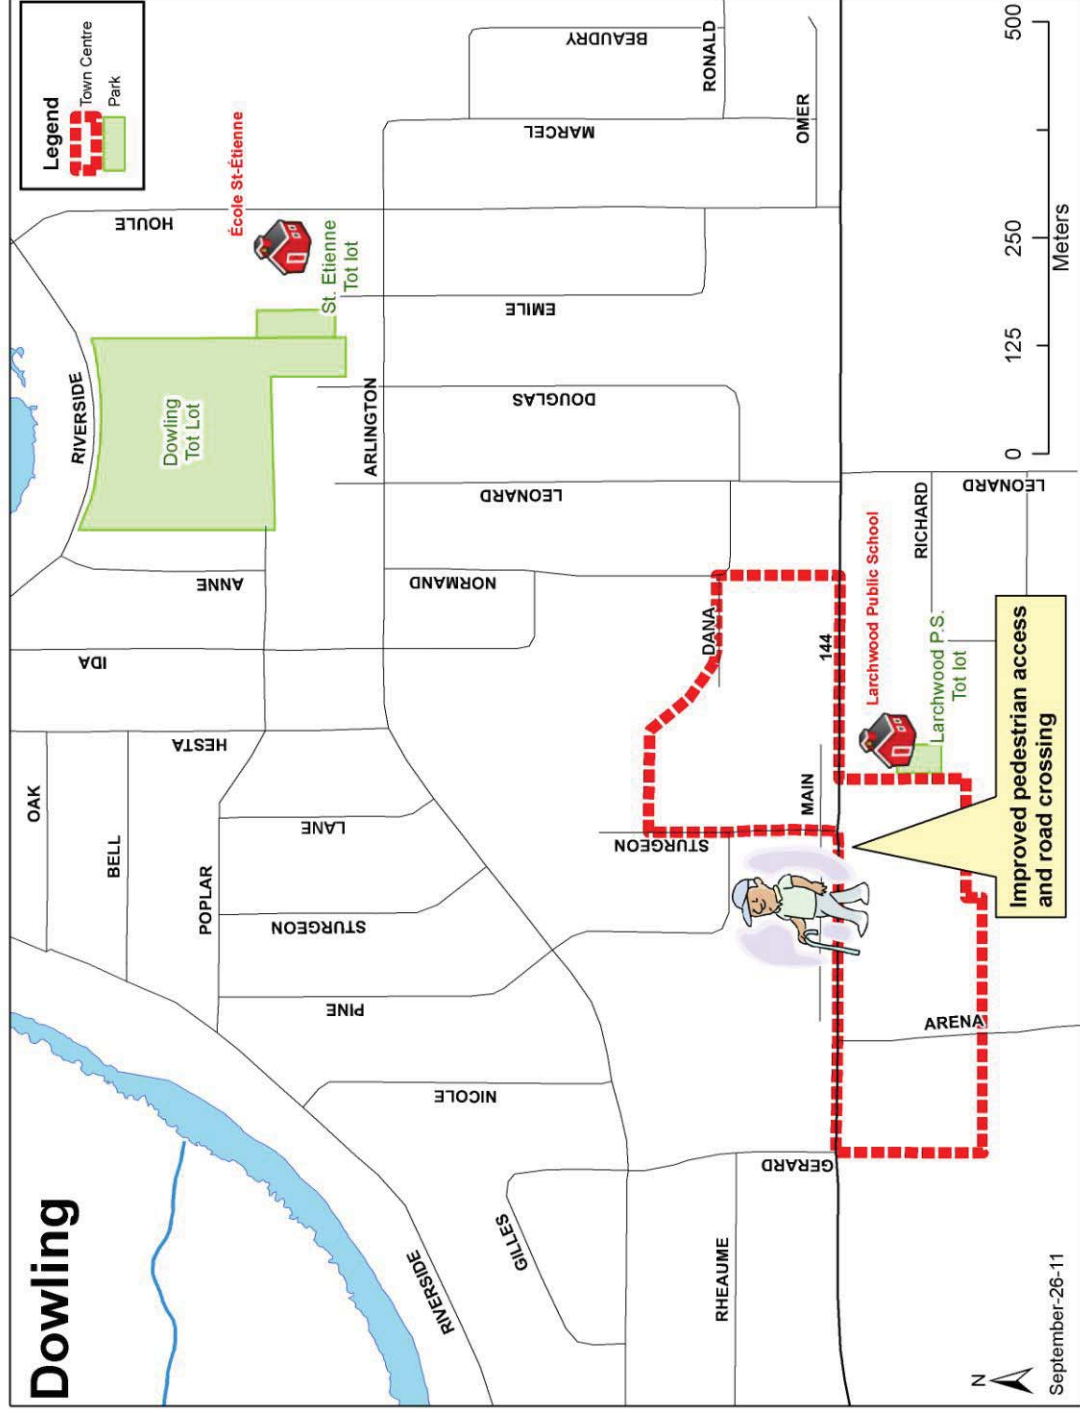 Dowling
Legend
Town Centre
Park
OAK
BELL
POPLAR
HESTA
IDA
ANNE
RIVERSIDE
Dowling
Tot Lot
HOULE
École St-Étienne
St. Etienne
Tot lot
LANE
STURGEON
PINE
NICOLE
RIVERSIDE
GILLES
ARLINGTON
NORMAND
LEONARD
DOUGLAS
EMILE
MARCEL
BEAUDRY
RONALD
OMER
DANA
STURGEON
MAIN
144
GERARD
RHEAUME
ARENA
Larchwood Public School
Larchwood P.S.
Tot lot
RICHARD
LEONARD
Improved pedestrian access
and road crossing
0 125 250 500
Meters
N
September-26-11